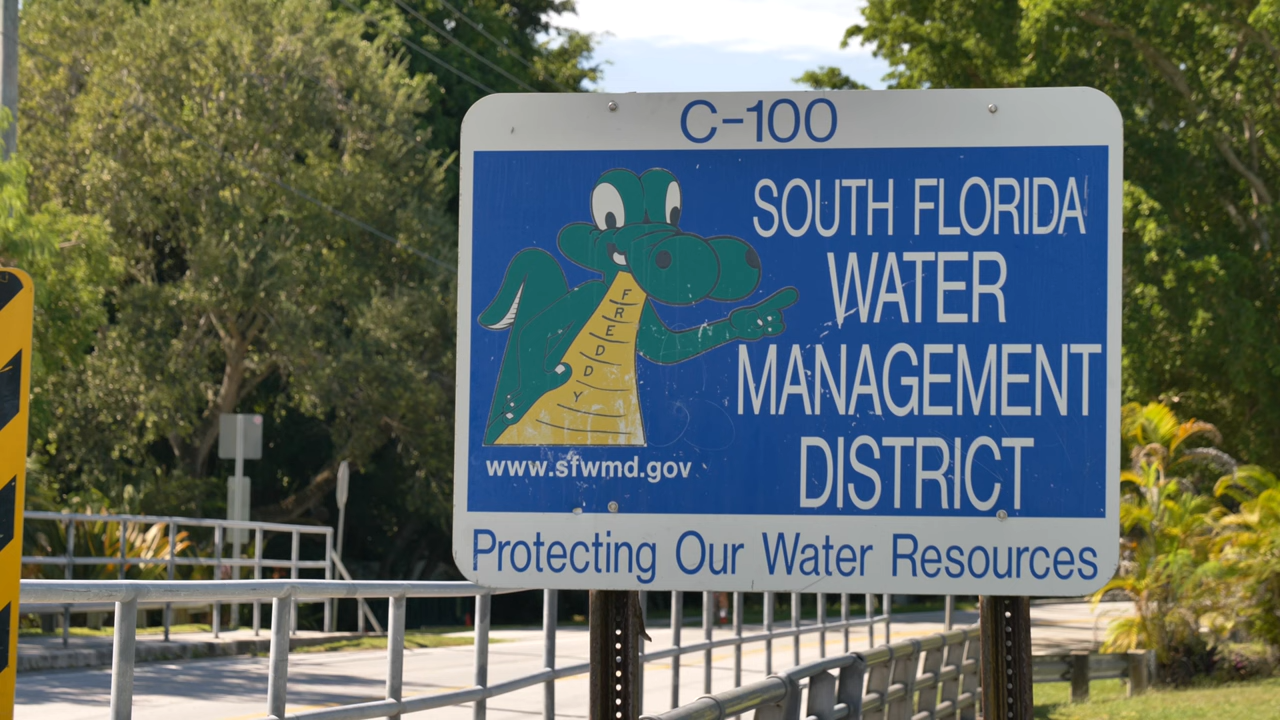 C-100
SOUTH FLORIDA
WATER
MANAGEMENT
DISTRICT
FREDDY
www.sfwmd.gov
Protecting Our Water Resources